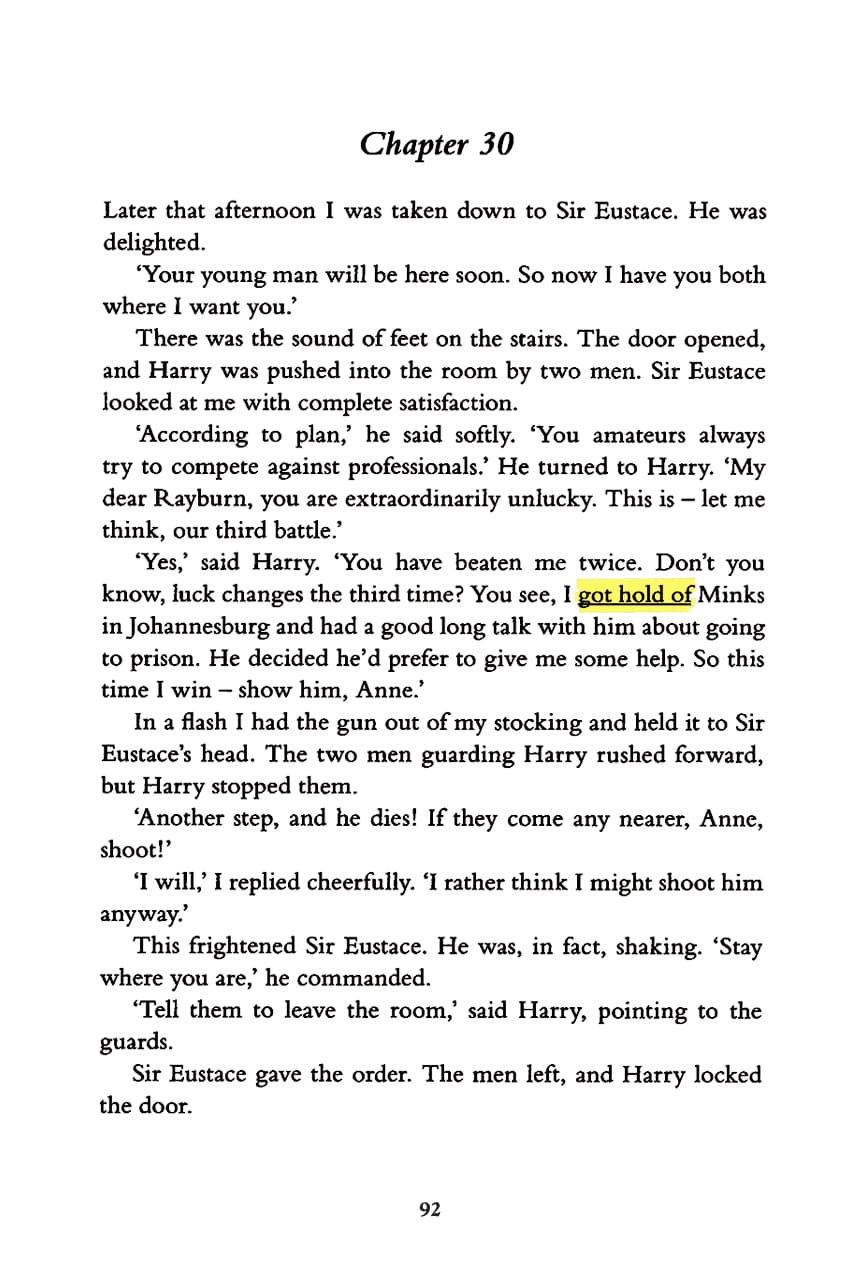 Chapter 30
Later that afternoon I was taken down to Sir Eustace. He was
delighted.
‘Your young man will be here soon. So now I have you both
where I want you.’
There was the sound of feet on the stairs. The door opened,
and Harry was pushed into the room by two men. Sir Eustace
looked at me with complete satisfaction.
‘According to plan,’ he said softly. ‘You amateurs always
try to compete against professionals.’ He turned to Harry. ‘My
dear Rayburn, you are extraordinarily unlucky. This is – let me
think, our third battle.’
‘Yes,’ said Harry. ‘You have beaten me twice. Don’t you
know, luck changes the third time? You see, I got hold of Minks
in Johannesburg and had a good long talk with him about going
to prison. He decided he’d prefer to give me some help. So this
time I win – show him, Anne.’
In a flash I had the gun out of my stocking and held it to Sir
Eustace’s head. The two men guarding Harry rushed forward,
but Harry stopped them.
‘Another step, and he dies! If they come any nearer, Anne,
shoot!’
‘I will,’ I replied cheerfully. ‘I rather think I might shoot him
anyway.’
This frightened Sir Eustace. He was, in fact, shaking. ‘Stay
where you are,’ he commanded.
‘Tell them to leave the room,’ said Harry, pointing to the
guards.
Sir Eustace gave the order. The men left, and Harry locked
the door.
92